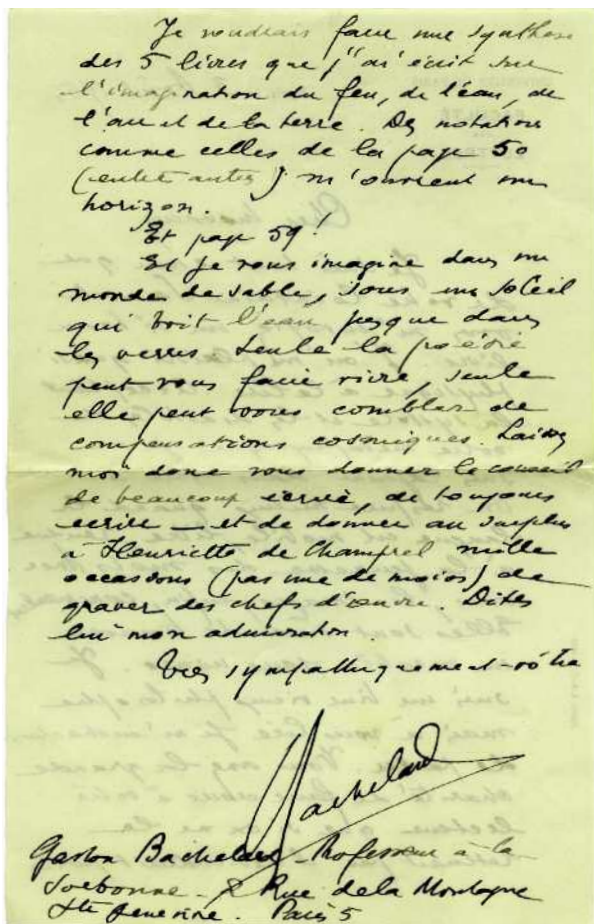 Je voudrais faire une synthèse
des 5 livres que j'ai écrit sur
l'imagination du feu, de l'eau, de
l'air et de la terre. Des notations
comme celles de la page 50
(entre autres) m'ouvrent un
horizon.
Et page 59!
Et je vous imagine dans un
monde de sable, sous un soleil
qui boit l'eau jusque dans
les verres. Seule la poésie
peut vous faire vivre, seule
elle peut vous combler de
compensations cosmiques. Laissez
moi donc vous donner le conseil
de beaucoup écrire, de toujours
écrire — et de donner au surplus
à Henriette de Champrel mille
occasions (pas une de moins) de
graver des chefs d'œuvre. Dites
lui mon admiration.
Très sympathiquement vôtre
Bachelard
Gaston Bachelard Professeur à la
Sorbonne - 2 Rue de la Montagne
Ste Geneviève. Paris 5